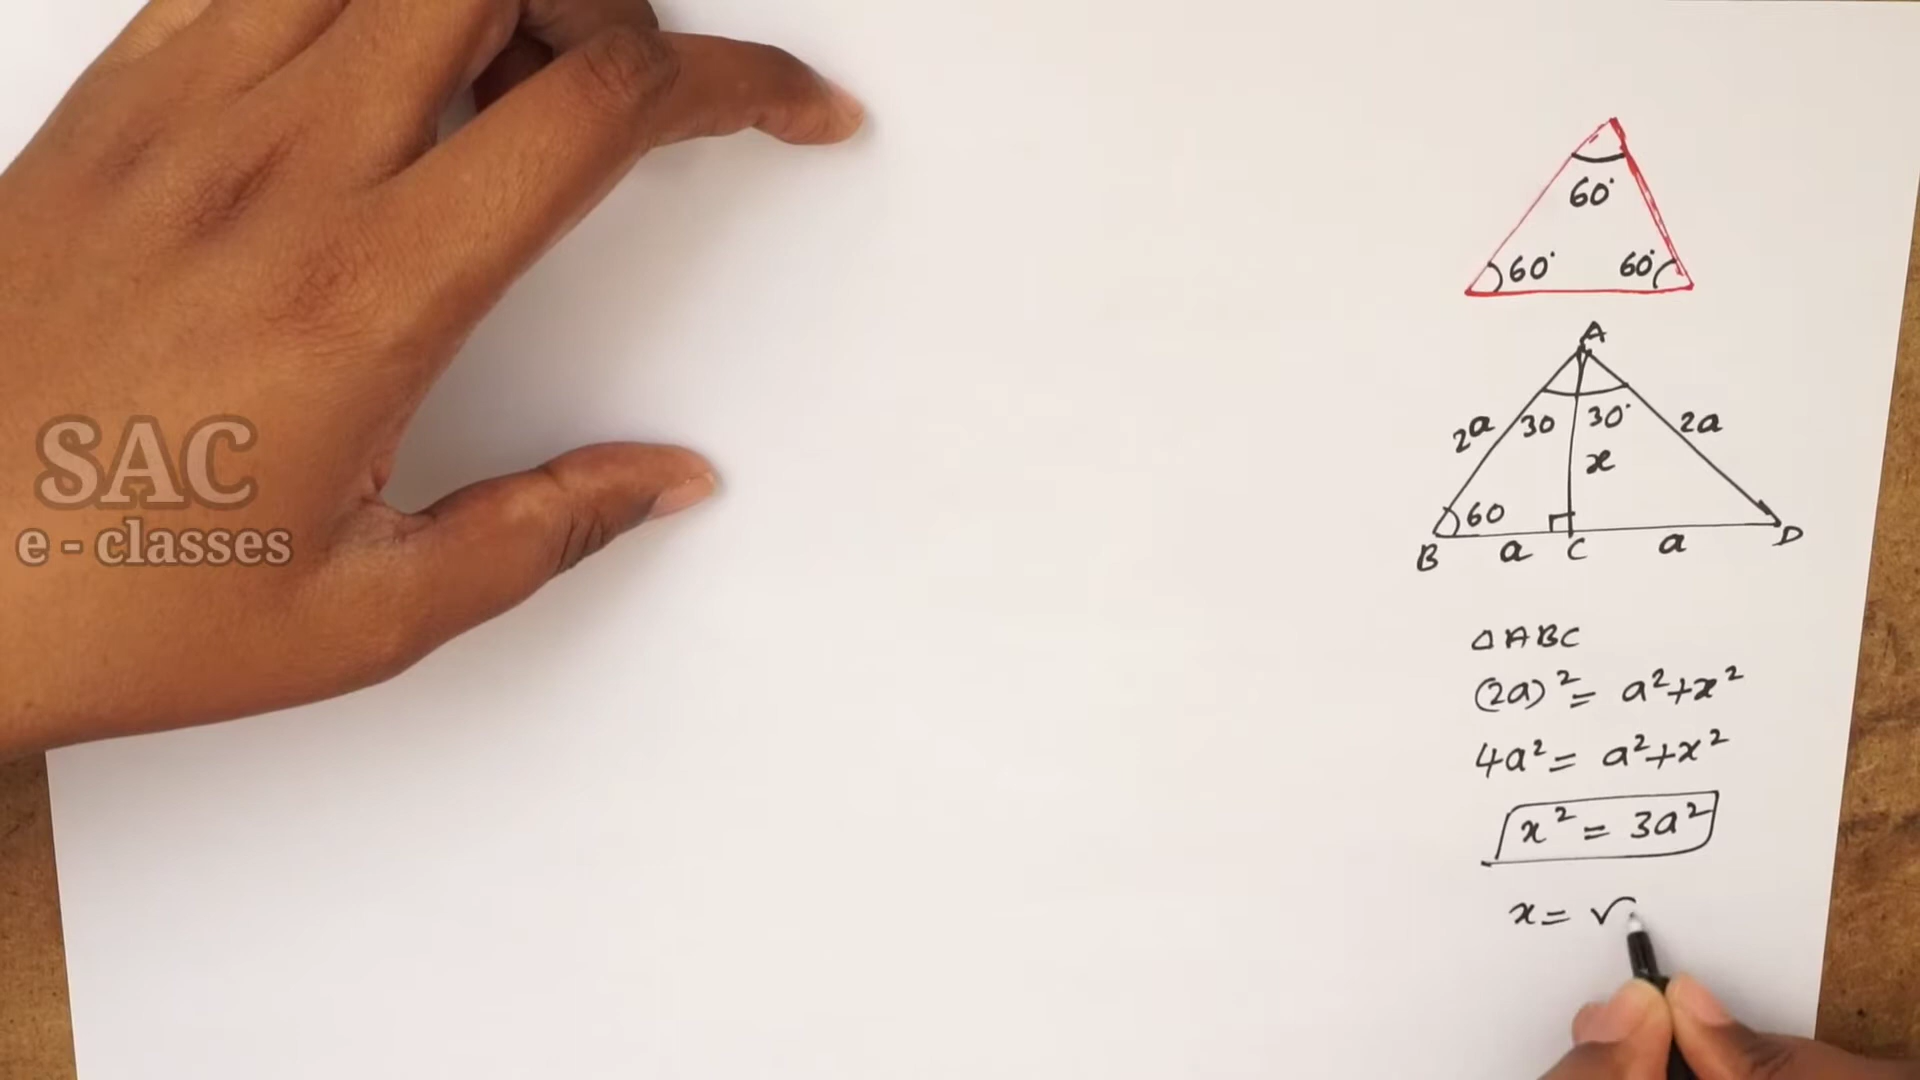 SAC
e - classes
60°
60° 60°
A
2a 30 30° 2a
x
60
B a C a D
△ABC
(2a)² = a²+x²
4a² = a²+x²
x² = 3a²
x = √